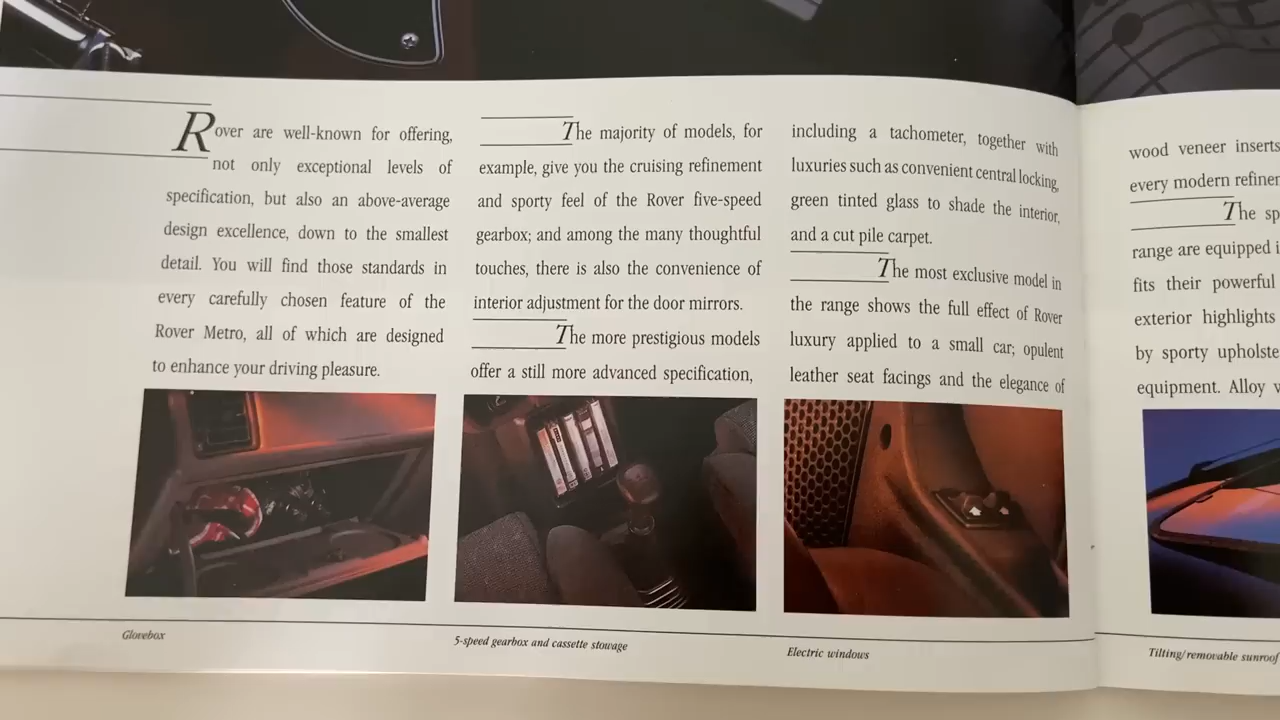 Rover are well-known for offering,
not only exceptional levels of
specification, but also an above-average
design excellence, down to the smallest
detail. You will find those standards in
every carefully chosen feature of the
Rover Metro, all of which are designed
to enhance your driving pleasure.
The majority of models, for
example, give you the cruising refinement
and sporty feel of the Rover five-speed
gearbox; and among the many thoughtful
touches, there is also the convenience of
interior adjustment for the door mirrors.
The more prestigious models
offer a still more advanced specification,
including a tachometer, together with
luxuries such as convenient central locking,
green tinted glass to shade the interior,
and a cut pile carpet.
The most exclusive model in
the range shows the full effect of Rover
luxury applied to a small car; opulent
leather seat facings and the elegance of
wood veneer inserts
every modern
The
range are equipped
fits their powerful
exterior highlights
by sporty
equipment. Alloy
Glovebox
5-speed gearbox and cassette stowage
Electric windows
Tilting/removable sunroof